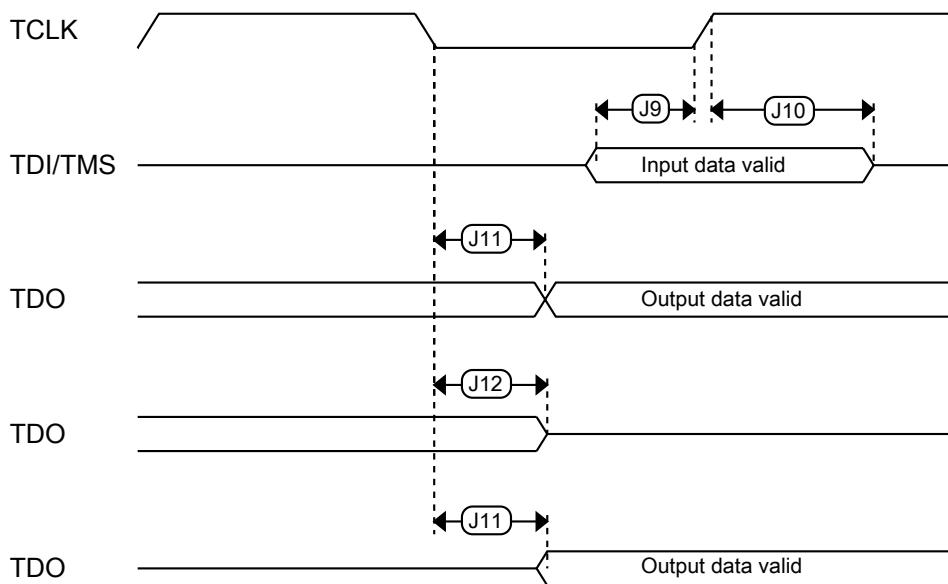 TCLK
J9
J10
TDI/TMS
Input data valid
J11
TDO
Output data valid
J12
TDO
J11
TDO
Output data valid